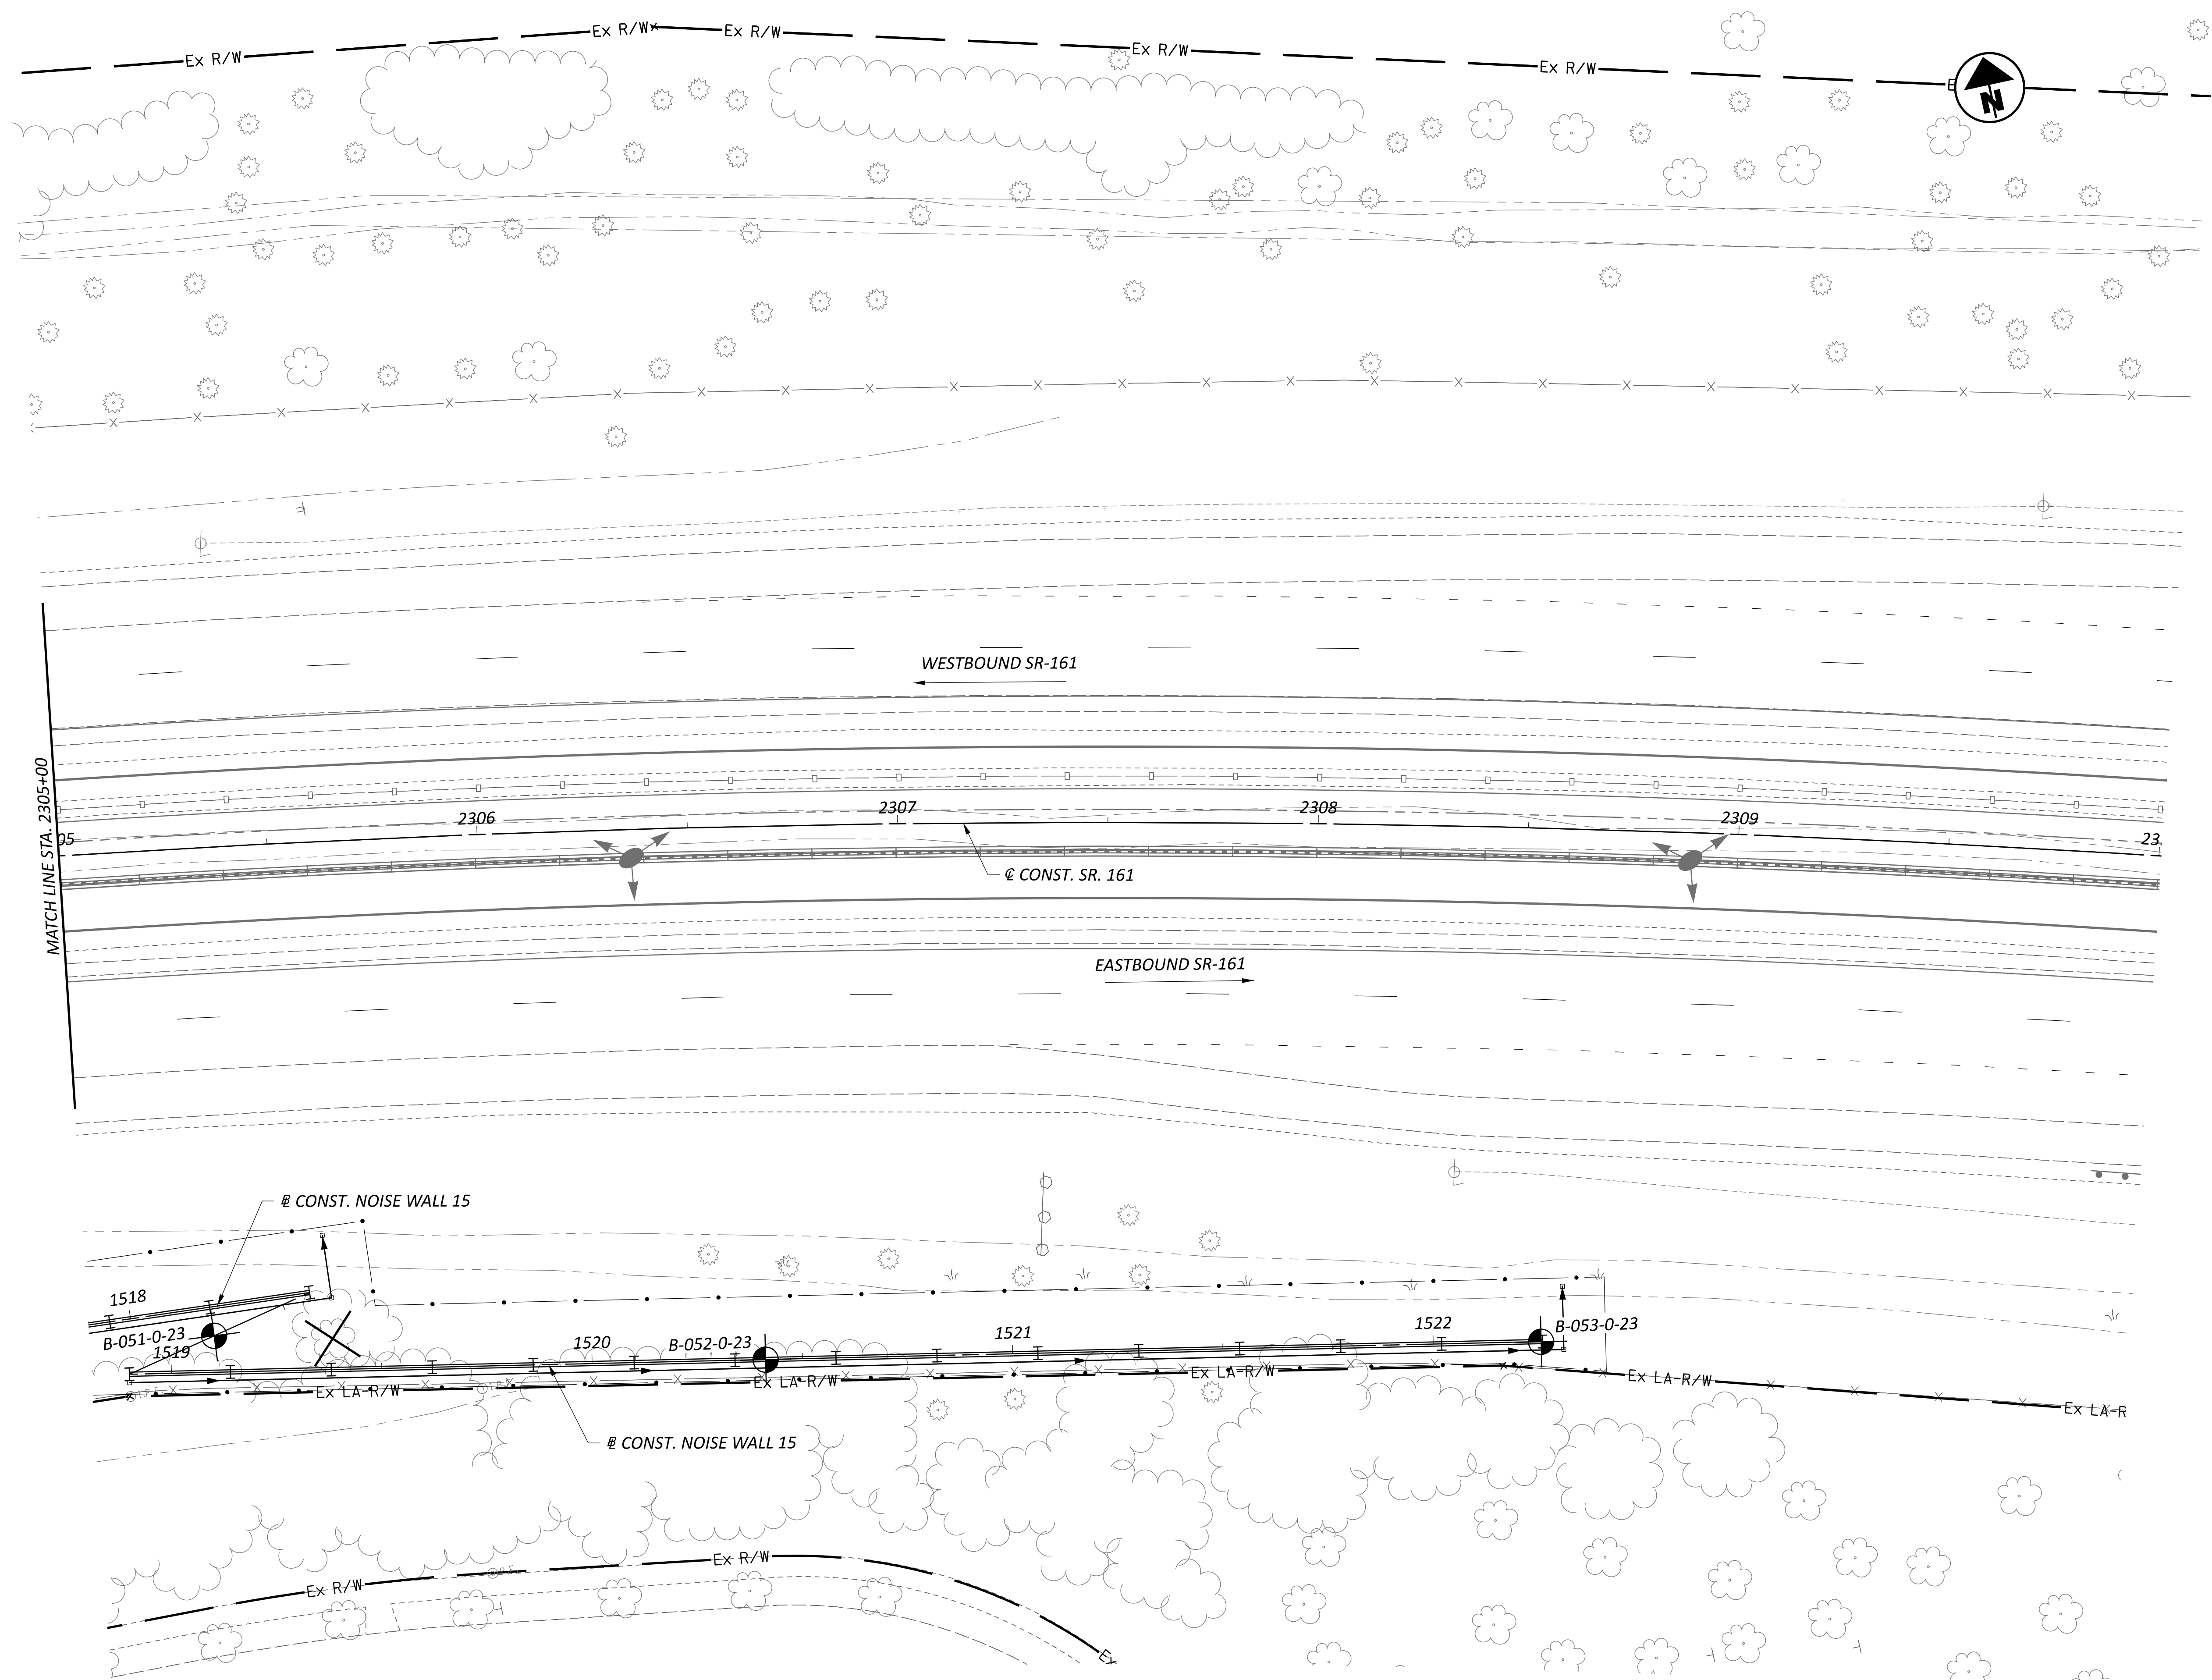 Ex R/W
Ex R/W
Ex R/W
Ex R/W
Ex R/W
E
N
WESTBOUND SR-161
MATCH LINE STA. 2305+00
05
2306
2307
2308
2309
23
℄ CONST. SR. 161
EASTBOUND SR-161
CONST. NOISE WALL 15
1518
B-051-0-23
1519
1520
B-052-0-23
1521
1522
B-053-0-23
Ex LA-R/W
Ex LA-R/W
Ex LA-R/W
Ex LA-R/W
Ex LA-R
CONST. NOISE WALL 15
Ex R/W
Ex R/W
Ex